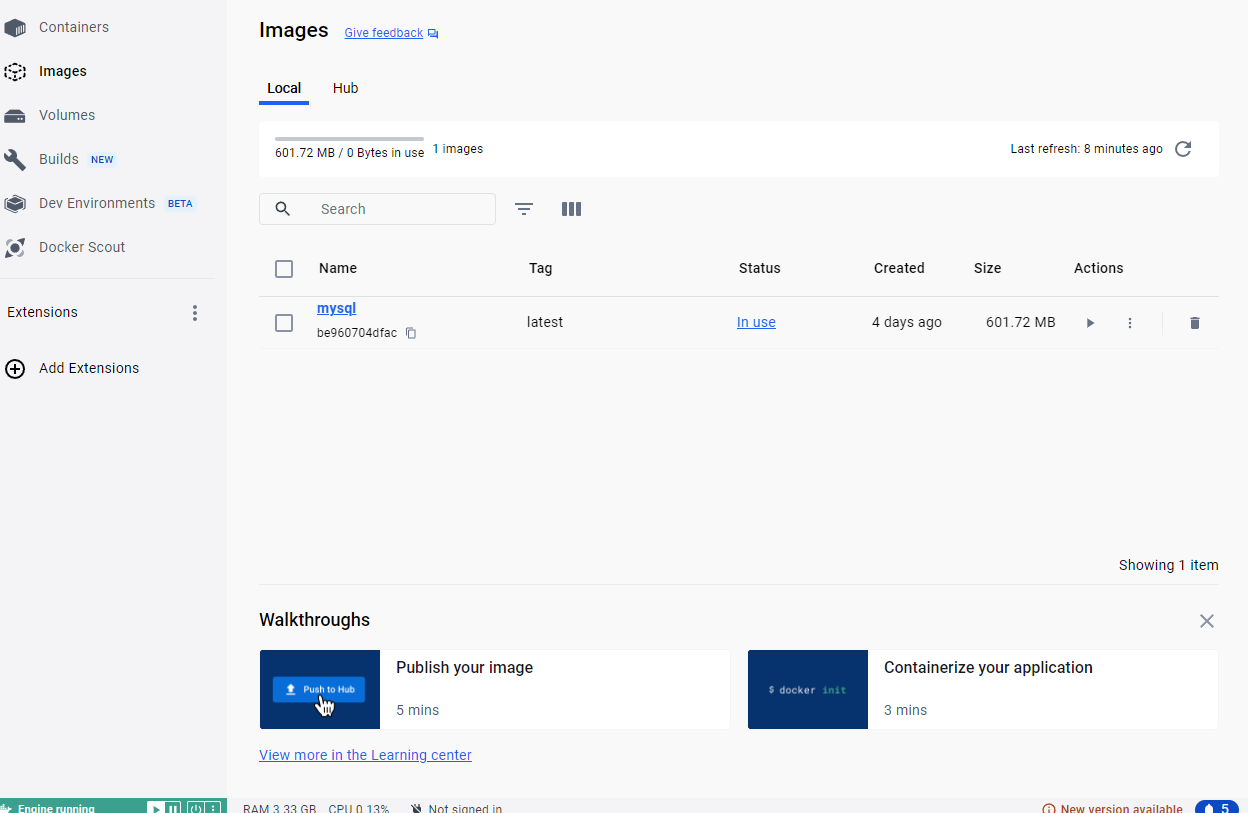 Containers
Images
Volumes
Builds NEW
Dev Environments BETA
Docker Scout
Extensions
Add Extensions
Images Give feedback
Local Hub
601.72 MB / 0 Bytes in use 1 images Last refresh: 8 minutes ago
Search
Name Tag Status Created Size Actions
mysql
be960704dfac
latest In use 4 days ago 601.72 MB
Showing 1 item
Walkthroughs
Push to Hub
Publish your image
5 mins
$ docker init
Containerize your application
3 mins
View more in the Learning center
Engine running RAM 3.33 GB CPU 0.13% Not signed in New version available 5